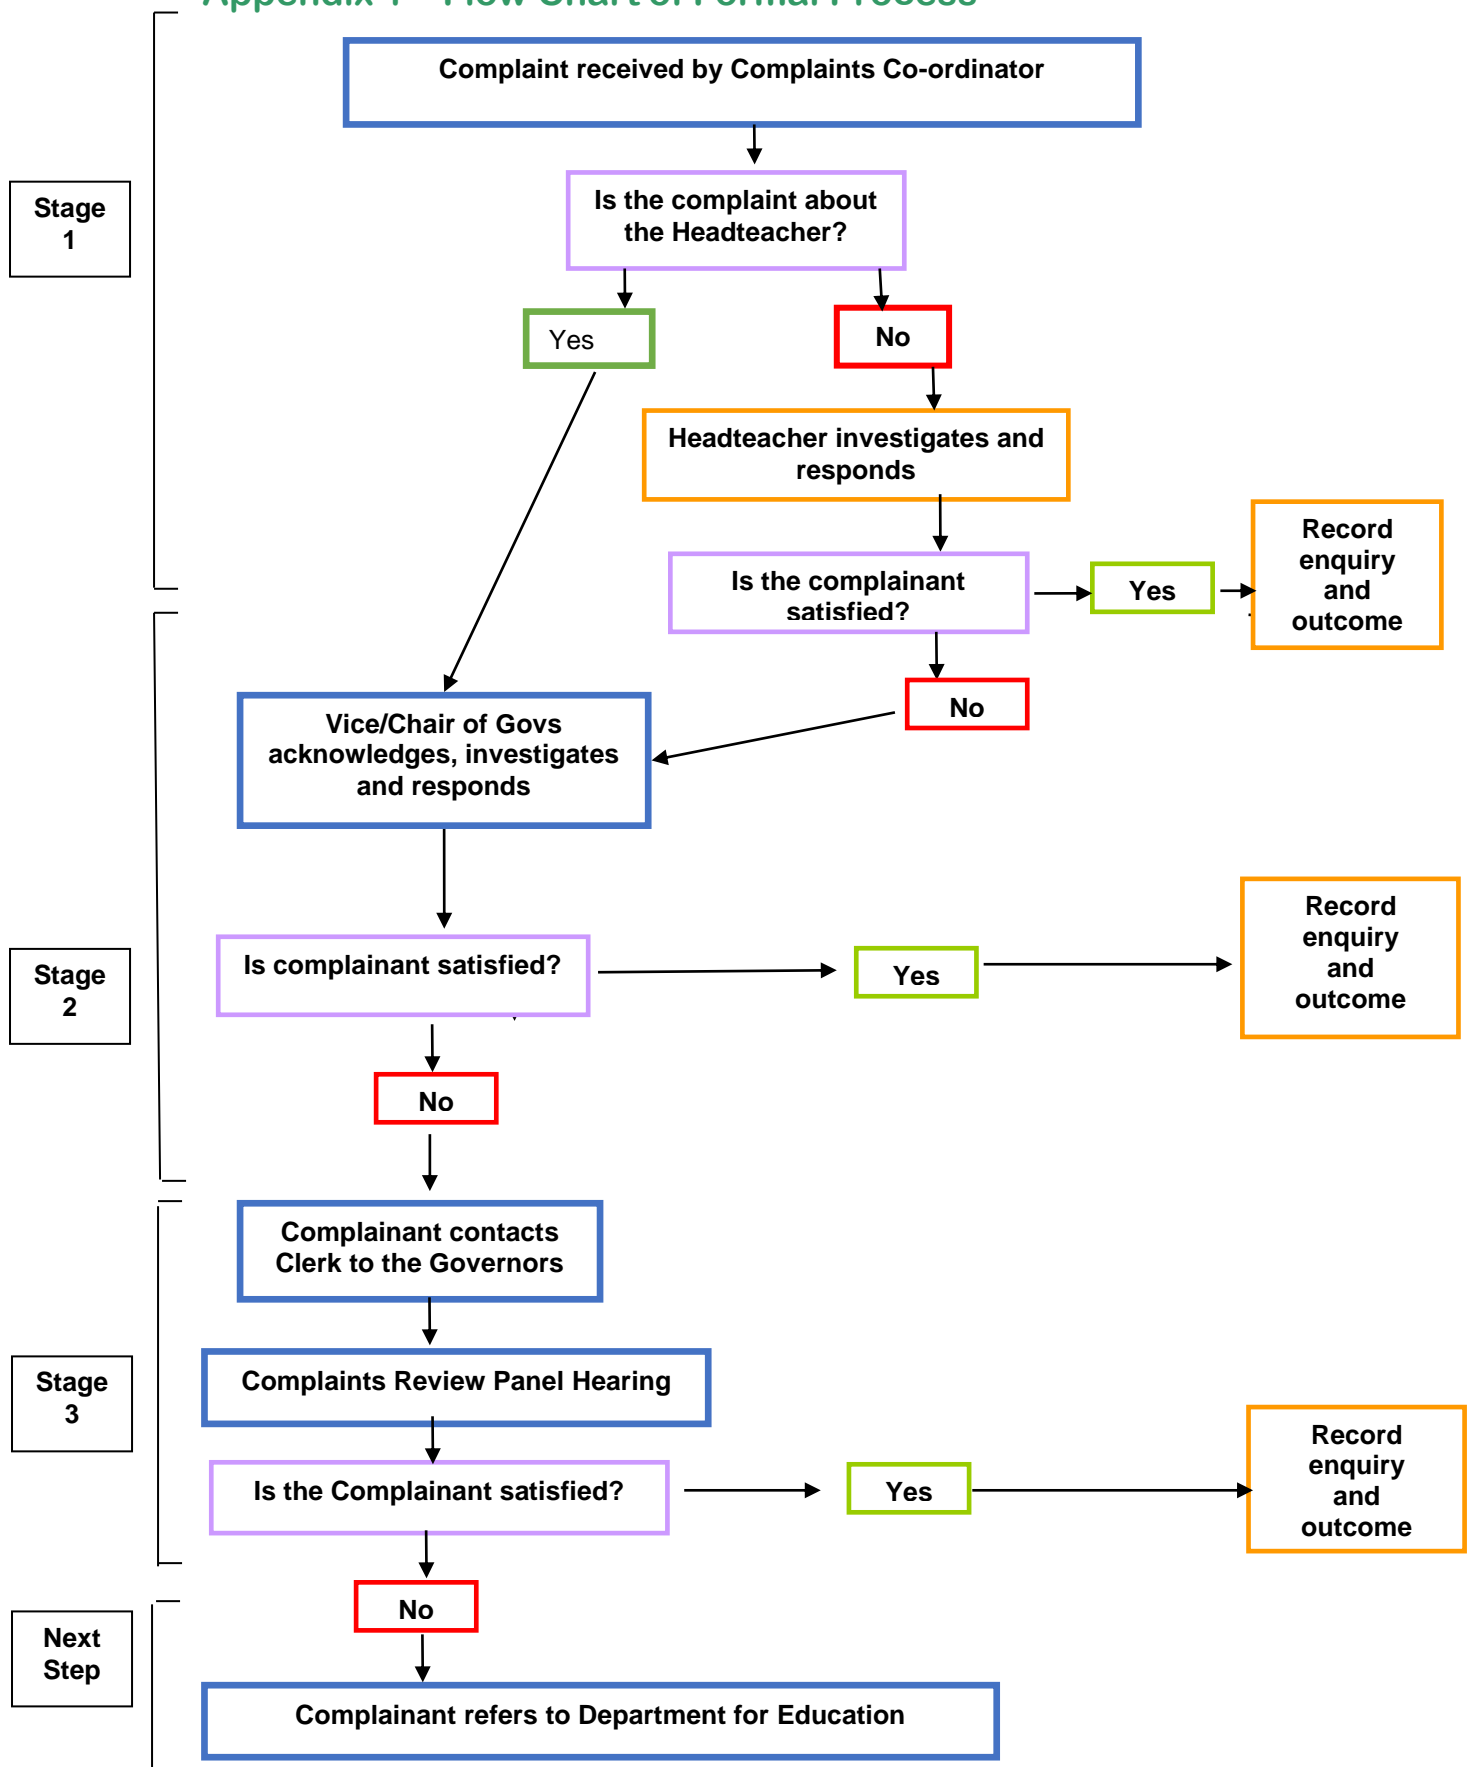 Complaint received by Complaints Co-ordinator
Stage
1
Is the complaint about
the Headteacher?
Yes
No
Headteacher investigates and
responds
Is the complainant
satisfied?
Yes
Record
enquiry
and
outcome
No
Vice/Chair of Govs
acknowledges, investigates
and responds
Stage
2
Is complainant satisfied?
Yes
Record
enquiry
and
outcome
No
Complainant contacts
Clerk to the Governors
Stage
3
Complaints Review Panel Hearing
Is the Complainant satisfied?
Yes
Record
enquiry
and
outcome
No
Next
Step
Complainant refers to Department for Education